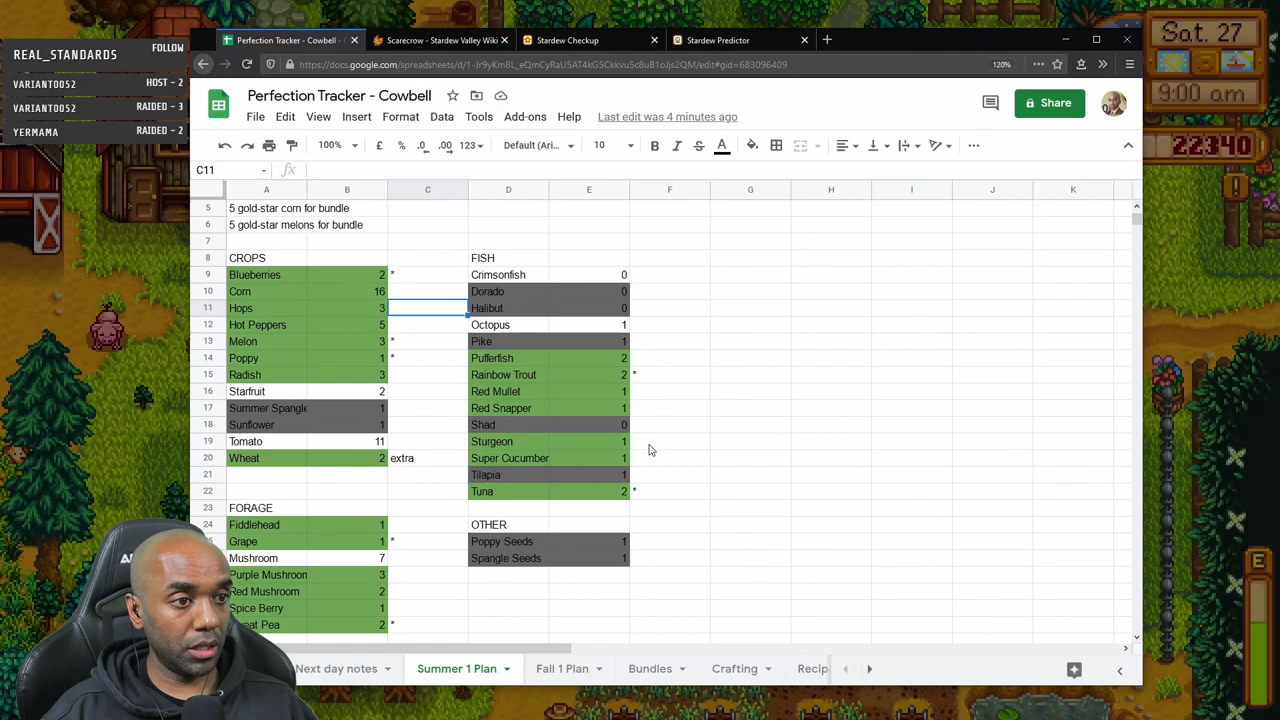 REAL_STANDARDS FOLLOW
VARIANT0052 HOST - 2
VARIANT0052 RAIDED - 3
YERMAMA RAIDED - 2
Sat. 27
9:00 am
22340
E
Perfection Tracker - Cowbell - G
Scarecrow - Stardew Valley Wiki
Stardew Checkup
Stardew Predictor
120%
Perfection Tracker - Cowbell
Share
File Edit View Insert Format Data Tools Add-ons Help Last edit was 4 minutes ago
100% £ % .0 .00 123 Default (Ari... 10 B I S A
C11 fx
A B C D E F G H I J K
5 5 gold-star corn for bundle
6 5 gold-star melons for bundle
7
8 CROPS FISH
9 Blueberries 2 * Crimsonfish 0
10 Corn 16 Dorado 0
11 Hops 3 Halibut 0
12 Hot Peppers 5 Octopus 1
13 Melon 3 * Pike 1
14 Poppy 1 * Pufferfish 2
15 Radish 3 Rainbow Trout 2 *
16 Starfruit 2 Red Mullet 1
17 Summer Spangle 1 Red Snapper 1
18 Sunflower 1 Shad 0
19 Tomato 11 Sturgeon 1
20 Wheat 2 extra Super Cucumber 1
21 Tilapia 1
22 Tuna 2 *
23 FORAGE
24 Fiddlehead 1 OTHER
Grape 1 * Poppy Seeds 1
Mushroom 7 Spangle Seeds 1
Purple Mushroom 3
Red Mushroom 2
Spice Berry 1
eat Pea 2 *
Next day notes Summer 1 Plan Fall 1 Plan Bundles Crafting Recip